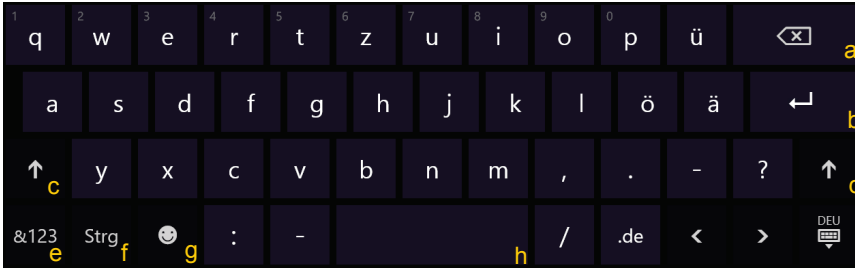 1 2 3 4 5 6 7 8 9 0
q w e r t z u i o p ü a
a s d f g h j k l ö ä b
c y x c v b n m , . - ?
&123 e Strg f g : - h / .de < > DEU